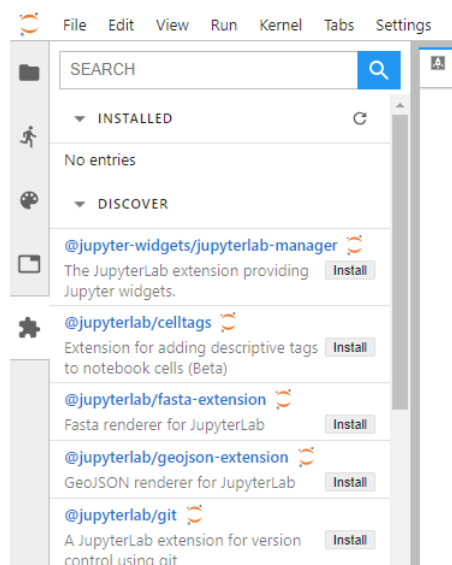 File Edit View Run Kernel Tabs Settings
SEARCH
INSTALLED
No entries
DISCOVER
@jupyter-widgets/jupyterlab-manager
The JupyterLab extension providing Install
Jupyter widgets.
@jupyterlab/celltags
Extension for adding descriptive tags Install
to notebook cells (Beta)
@jupyterlab/fasta-extension
Fasta renderer for JupyterLab Install
@jupyterlab/geojson-extension
GeoJSON renderer for JupyterLab Install
@jupyterlab/git
A JupyterLab extension for version Install
control using git